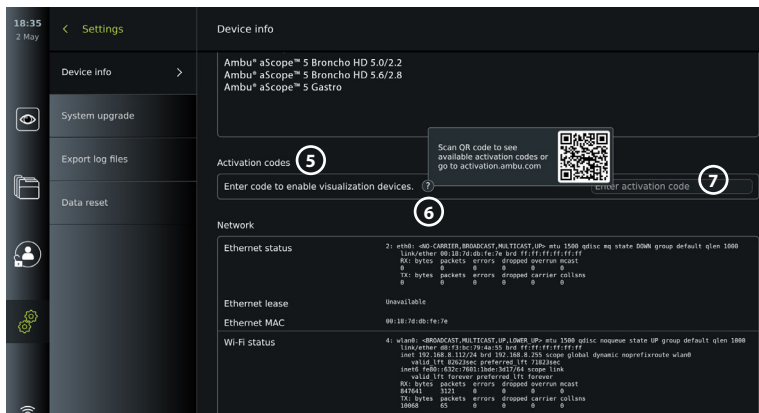 18:35
2 May
Settings
Device info
Device info
System upgrade
Export log files
Data reset
Ambu® aScope™ 5 Broncho HD 5.0/2.2
Ambu® aScope™ 5 Broncho HD 5.6/2.8
Ambu® aScope™ 5 Gastro
Scan QR code to see
available activation codes or
go to activation.ambu.com
Activation codes
5
Enter code to enable visualization devices.
?
Enter activation code
7
6
Network
Ethernet status
2: eth0: <NO-CARRIER,BROADCAST,MULTICAST,UP> mtu 1500 qdisc mq state DOWN group default qlen 1000
link/ether 00:18:7d:db:fe:7e brd ff:ff:ff:ff:ff:ff
RX: bytes packets errors dropped overrun mcast
0 0 0 0 0 0
TX: bytes packets errors dropped carrier collsns
0 0 0 0 0 0
Ethernet lease
Unavailable
Ethernet MAC
00:18:7d:db:fe:7e
Wi-Fi status
4: wlan0: <BROADCAST,MULTICAST,UP,LOWER_UP> mtu 1500 qdisc noqueue state UP group default qlen 1000
link/ether d8:f3:bc:79:4a:55 brd ff:ff:ff:ff:ff:ff
inet 192.168.8.112/24 brd 192.168.8.255 scope global dynamic noprefixroute wlan0
valid_lft 82623sec preferred_lft 71823sec
inet6 fe80::632c:7601:1bde:3d17/64 scope link
valid_lft forever preferred_lft forever
RX: bytes packets errors dropped overrun mcast
847641 3121 0 0 0 0
TX: bytes packets errors dropped carrier collsns
10068 65 0 0 0 0